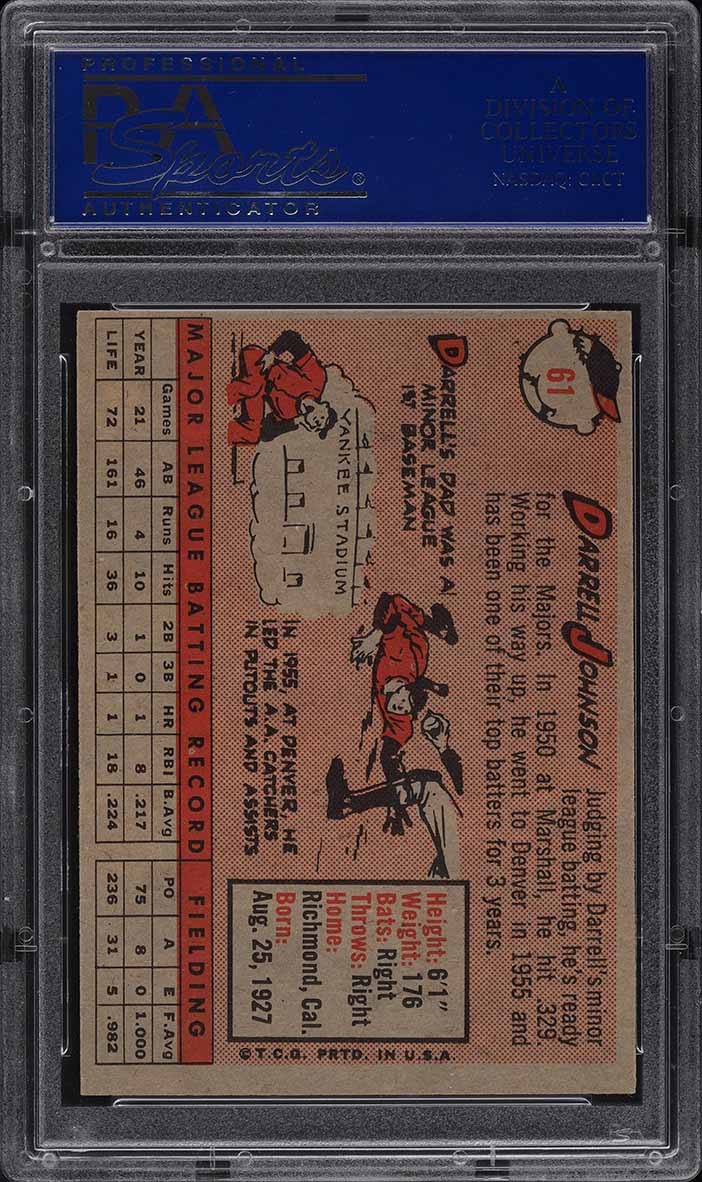 PROFESSIONAL
PSA
Sports®
AUTHENTICATOR
A
DIVISION OF
COLLECTORS
UNIVERSE
NASDAQ: CLCT
61
DARRELL JOHNSON
Judging by Darrell's minor
league batting, he's ready
for the Majors. In 1950 at Marshall, he hit .329.
Working his way up, he went to Denver in 1955 and
has been one of their top batters for 3 years.
DARRELL'S DAD WAS A
MINOR LEAGUE
1ST BASEMAN
YANKEE STADIUM
IN 1955, AT DENVER, HE
LED THE A.A. CATCHERS
IN PUTOUTS AND ASSISTS
Height: 6'1"
Weight: 176
Bats: Right
Throws: Right
Home:
Richmond, Cal.
Born:
Aug. 25, 1927
©T.C.G. PRTD. IN U.S.A.
MAJOR LEAGUE BATTING RECORD FIELDING
Games AB Runs Hits 2B 3B HR RBI B.Avg PO A E F.Avg
YEAR 21 46 4 10 1 0 1 8 .217 75 8 0 1.000
LIFE 72 161 16 36 3 1 1 18 .224 236 31 5 .982